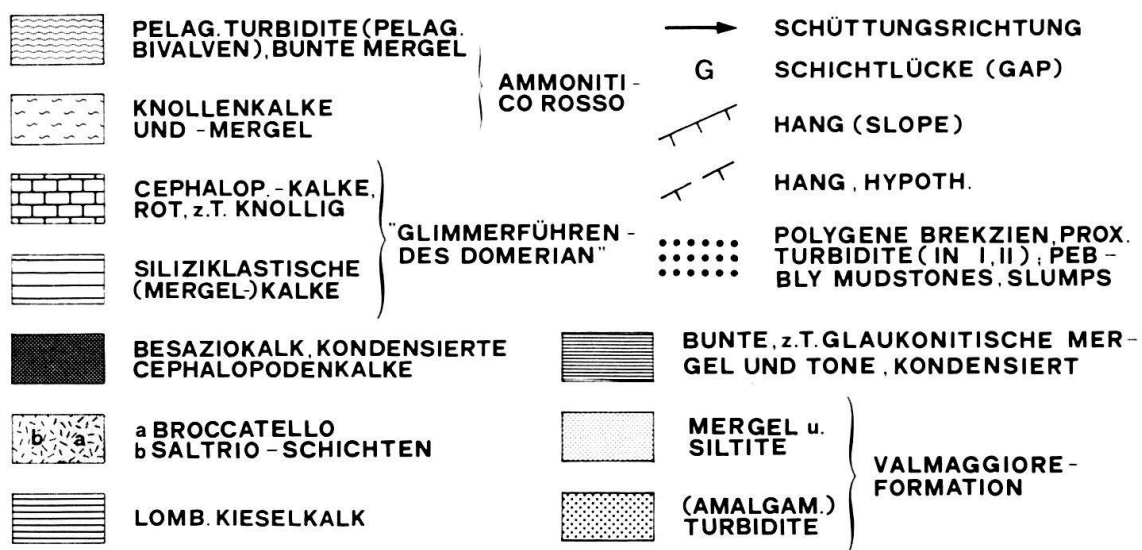 PELAG. TURBIDITE (PELAG.
BIVALVEN), BUNTE MERGEL
KNOLLENKALKE
UND -MERGEL
AMMONITI-
CO ROSSO
CEPHALOP.-KALKE,
ROT, z.T. KNOLLIG
SILIZIKLASTISCHE
(MERGEL-)KALKE
"GLIMMERFÜHREN-
DES DOMERIAN"
BESAZIOKALK, KONDENSIERTE
CEPHALOPODENKALKE
b a
a BROCCATELLO
b SALTRIO-SCHICHTEN
LOMB. KIESELKALK
SCHÜTTUNGSRICHTUNG
G SCHICHTLÜCKE (GAP)
HANG (SLOPE)
HANG, HYPOTH.
POLYGENE BREKZIEN, PROX.
TURBIDITE (IN I, II); PEB-
BLY MUDSTONES, SLUMPS
BUNTE, z.T. GLAUKONITISCHE MER-
GEL UND TONE, KONDENSIERT
MERGEL u.
SILTITE
(AMALGAM.)
TURBIDITE
VALMAGGIORE-
FORMATION